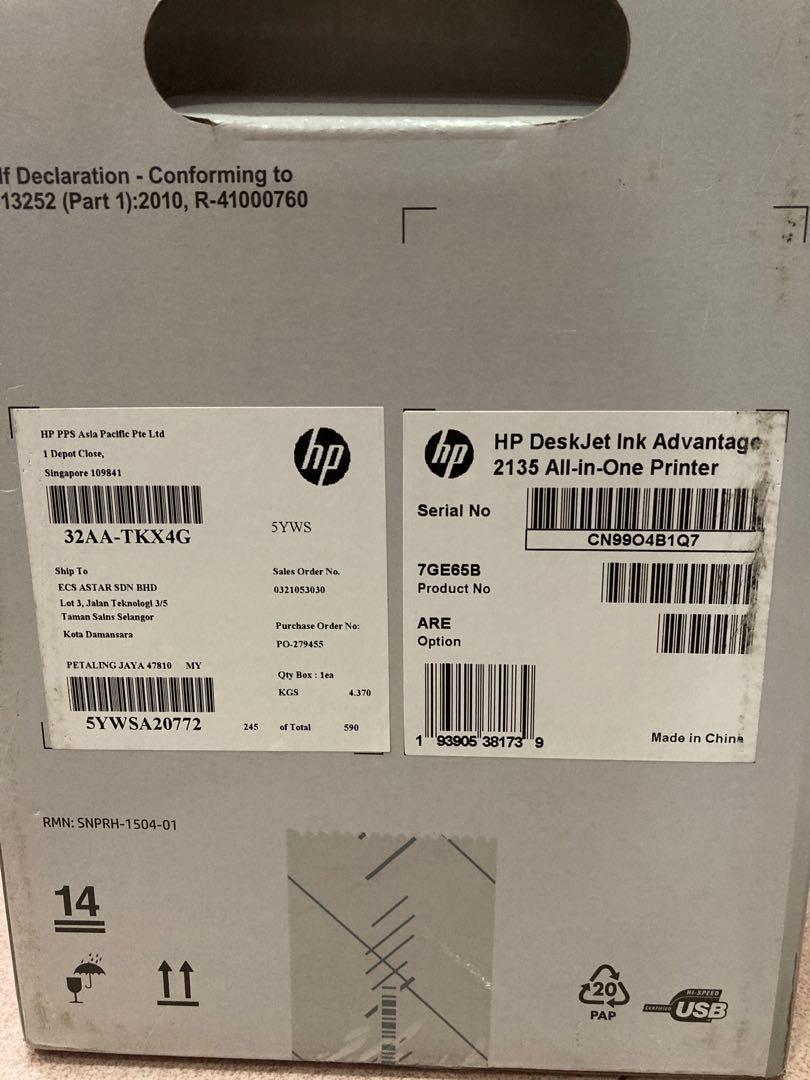 lf Declaration - Conforming to
13252 (Part 1):2010, R-41000760
HP PPS Asia Pacific Pte Ltd
1 Depot Close,
Singapore 109841
hp
32AA-TKX4G
5YWS
Ship To
ECS ASTAR SDN BHD
Lot 3, Jalan Teknologi 3/5
Taman Sains Selangor
Kota Damansara
PETALING JAYA 47810 MY
5YWSA20772
Sales Order No.
0321053030
Purchase Order No:
PO-279455
Qty Box : 1ea
KGS 4.370
245 of Total 590
hp
HP DeskJet Ink Advantage
2135 All-in-One Printer
Serial No
CN99O4B1Q7
7GE65B
Product No
ARE
Option
1 93905 38173 9
Made in China
RMN: SNPRH-1504-01
14
20
PAP
HI-SPEED
CERTIFIED USB